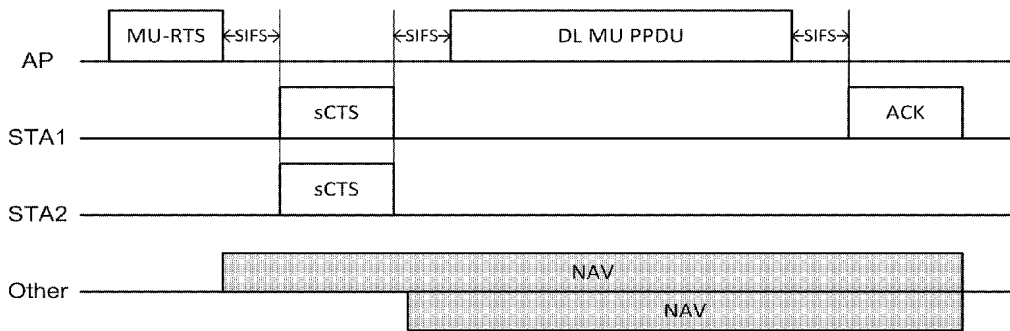 MU-RTS SIFS SIFS DL MU PPDU SIFS
AP
sCTS ACK
STA1
sCTS
STA2
NAV
Other
NAV